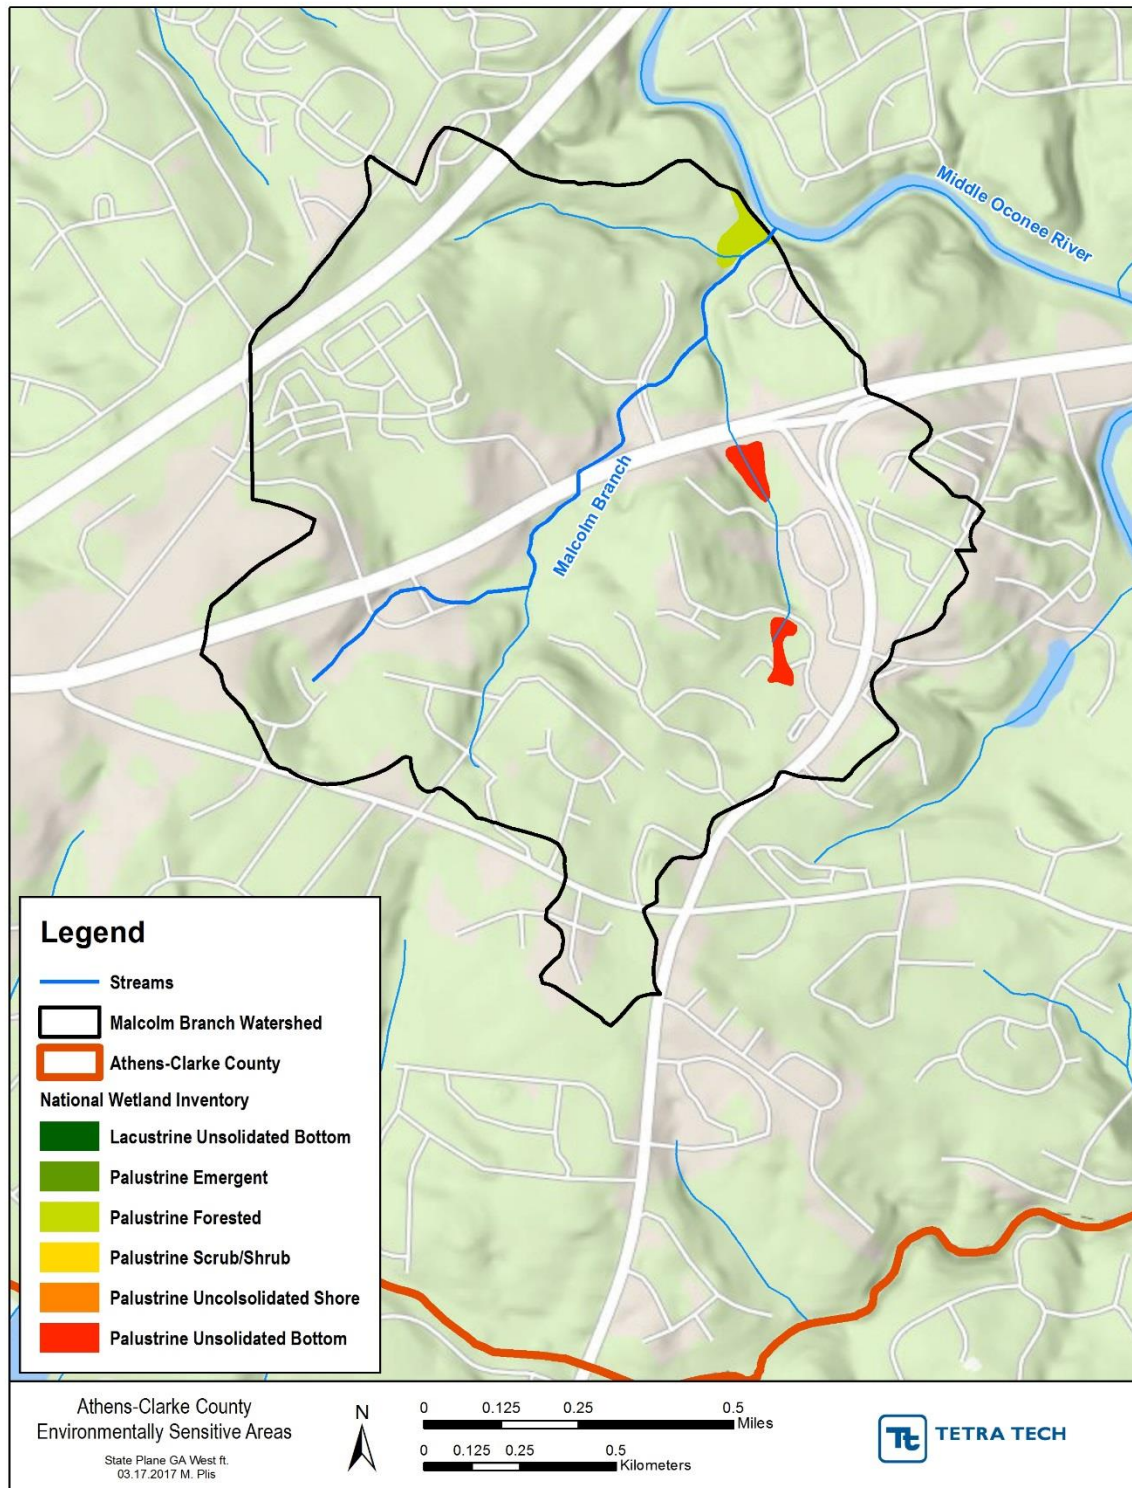 Middle Oconee River
Malcolm Branch
Legend
Streams
Malcolm Branch Watershed
Athens-Clarke County
National Wetland Inventory
Lacustrine Unsolidated Bottom
Palustrine Emergent
Palustrine Forested
Palustrine Scrub/Shrub
Palustrine Uncolsolidated Shore
Palustrine Unsolidated Bottom
Athens-Clarke County
Environmentally Sensitive Areas
State Plane GA West ft.
03.17.2017 M. Plis
N
0 0.125 0.25 0.5
Miles
0 0.125 0.25 0.5
Kilometers
Tt TETRA TECH